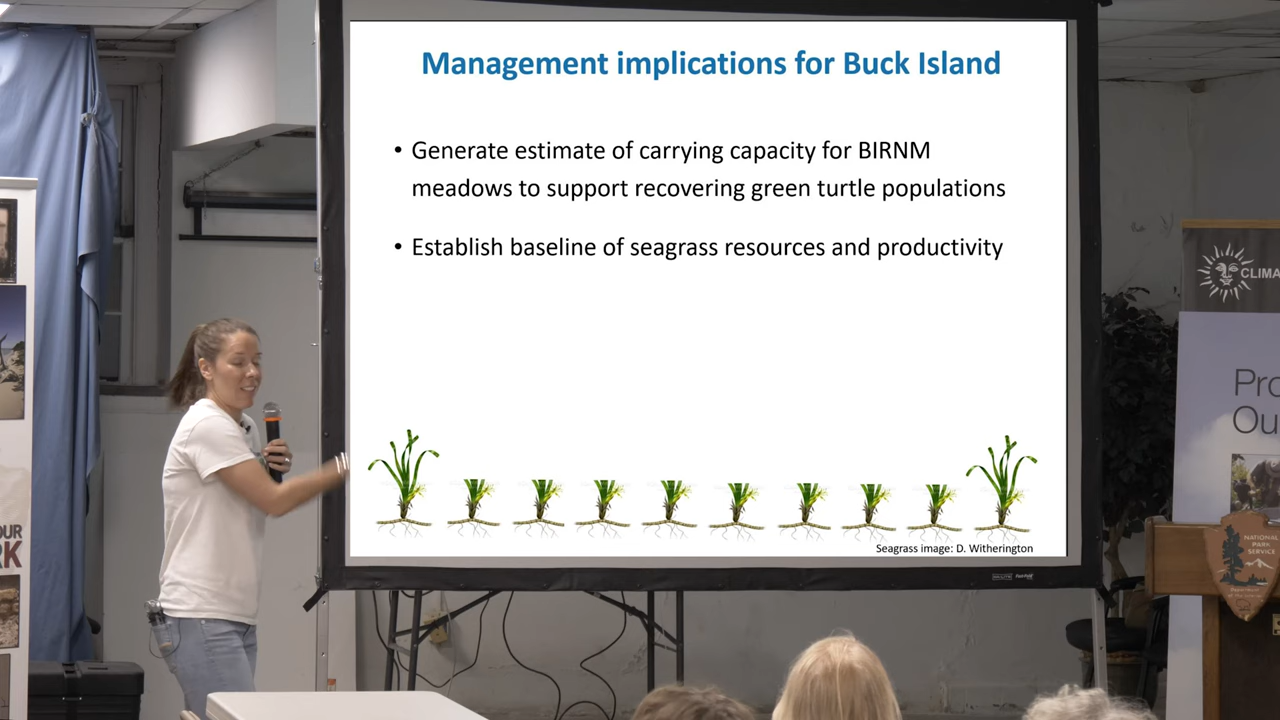 Management implications for Buck Island
• Generate estimate of carrying capacity for BIRNM
meadows to support recovering green turtle populations
• Establish baseline of seagrass resources and productivity
Seagrass image: D. Witherington
CLIMA
Pro
Ou
NATIONAL
PARK
SERVICE
OUR
RK